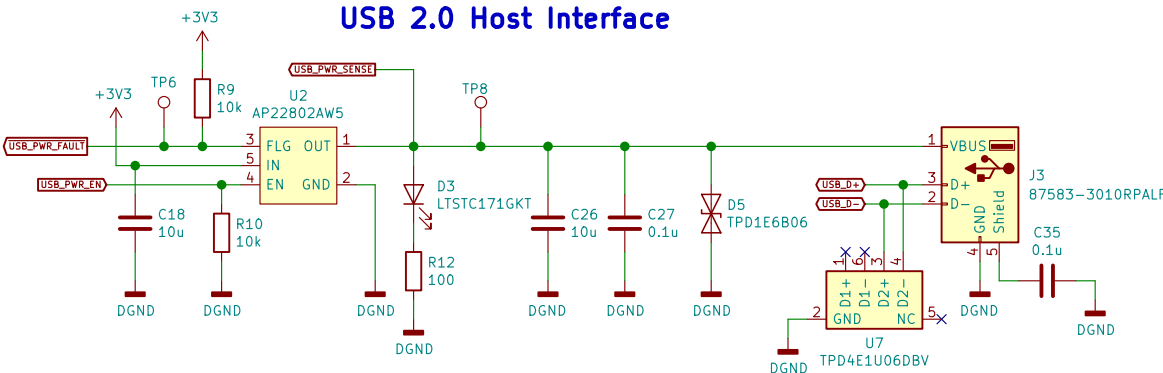 USB 2.0 Host Interface
+3V3
USB_PWR_SENSE
TP6
R9
10k
TP8
+3V3
U2
AP22802AW5
USB_PWR_FAULT
3 FLG OUT 1
5 IN
4 EN GND 2
USB_PWR_EN
C18
10u
R10
10k
D3
LTSTC171GKT
R12
100
C26
10u
C27
0.1u
D5
TPD1E6B06
1 VBUS
3 D+
2 D-
GND
Shield
4
5
J3
87583-3010RPALF
USB_D+
USB_D-
C35
0.1u
1
6
3
4
D1+
D1-
D2+
D2-
2 GND NC 5
U7
TPD4E1U06DBV
DGND
DGND
DGND
DGND
DGND
DGND
DGND
DGND
DGND
DGND